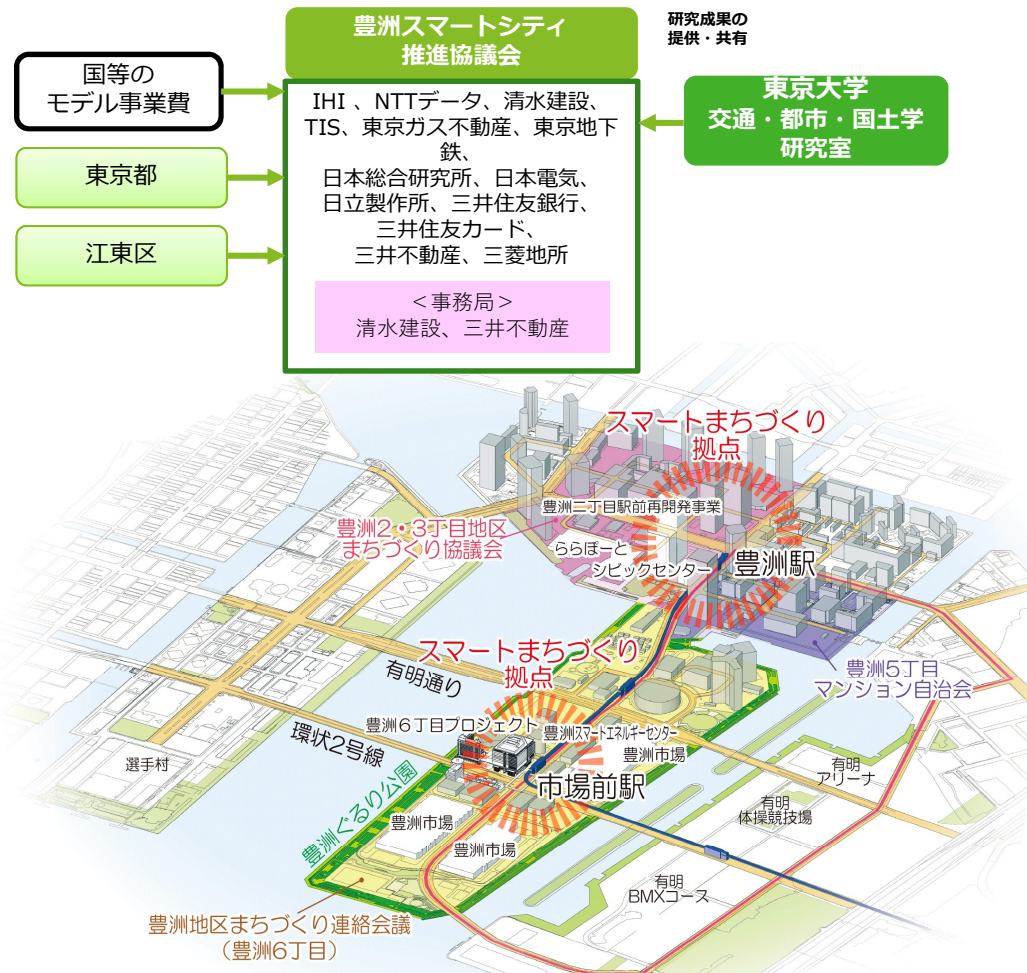 豊洲スマートシティ
推進協議会
研究成果の
提供・共有
国等の
モデル事業費
東京都
江東区
IHI 、NTTデータ、清水建設、
TIS、東京ガス不動産、東京地下
鉄、
日本総合研究所、日本電気、
日立製作所、三井住友銀行、
三井住友カード、
三井不動産、三菱地所
＜事務局＞
清水建設、三井不動産
東京大学
交通・都市・国土学
研究室
スマートまちづくり
拠点
豊洲二丁目駅前再開発事業
豊洲2・3丁目地区
まちづくり協議会
ららぽーと
シビックセンター
豊洲駅
スマートまちづくり
拠点
有明通り
豊洲5丁目
マンション自治会
豊洲6丁目プロジェクト
豊洲スマートエネルギーセンター
環状2号線
豊洲市場
選手村
市場前駅
有明
アリーナ
有明
体操競技場
豊洲ぐるり公園
豊洲市場
豊洲市場
有明
BMXコース
豊洲地区まちづくり連絡会議
（豊洲6丁目）